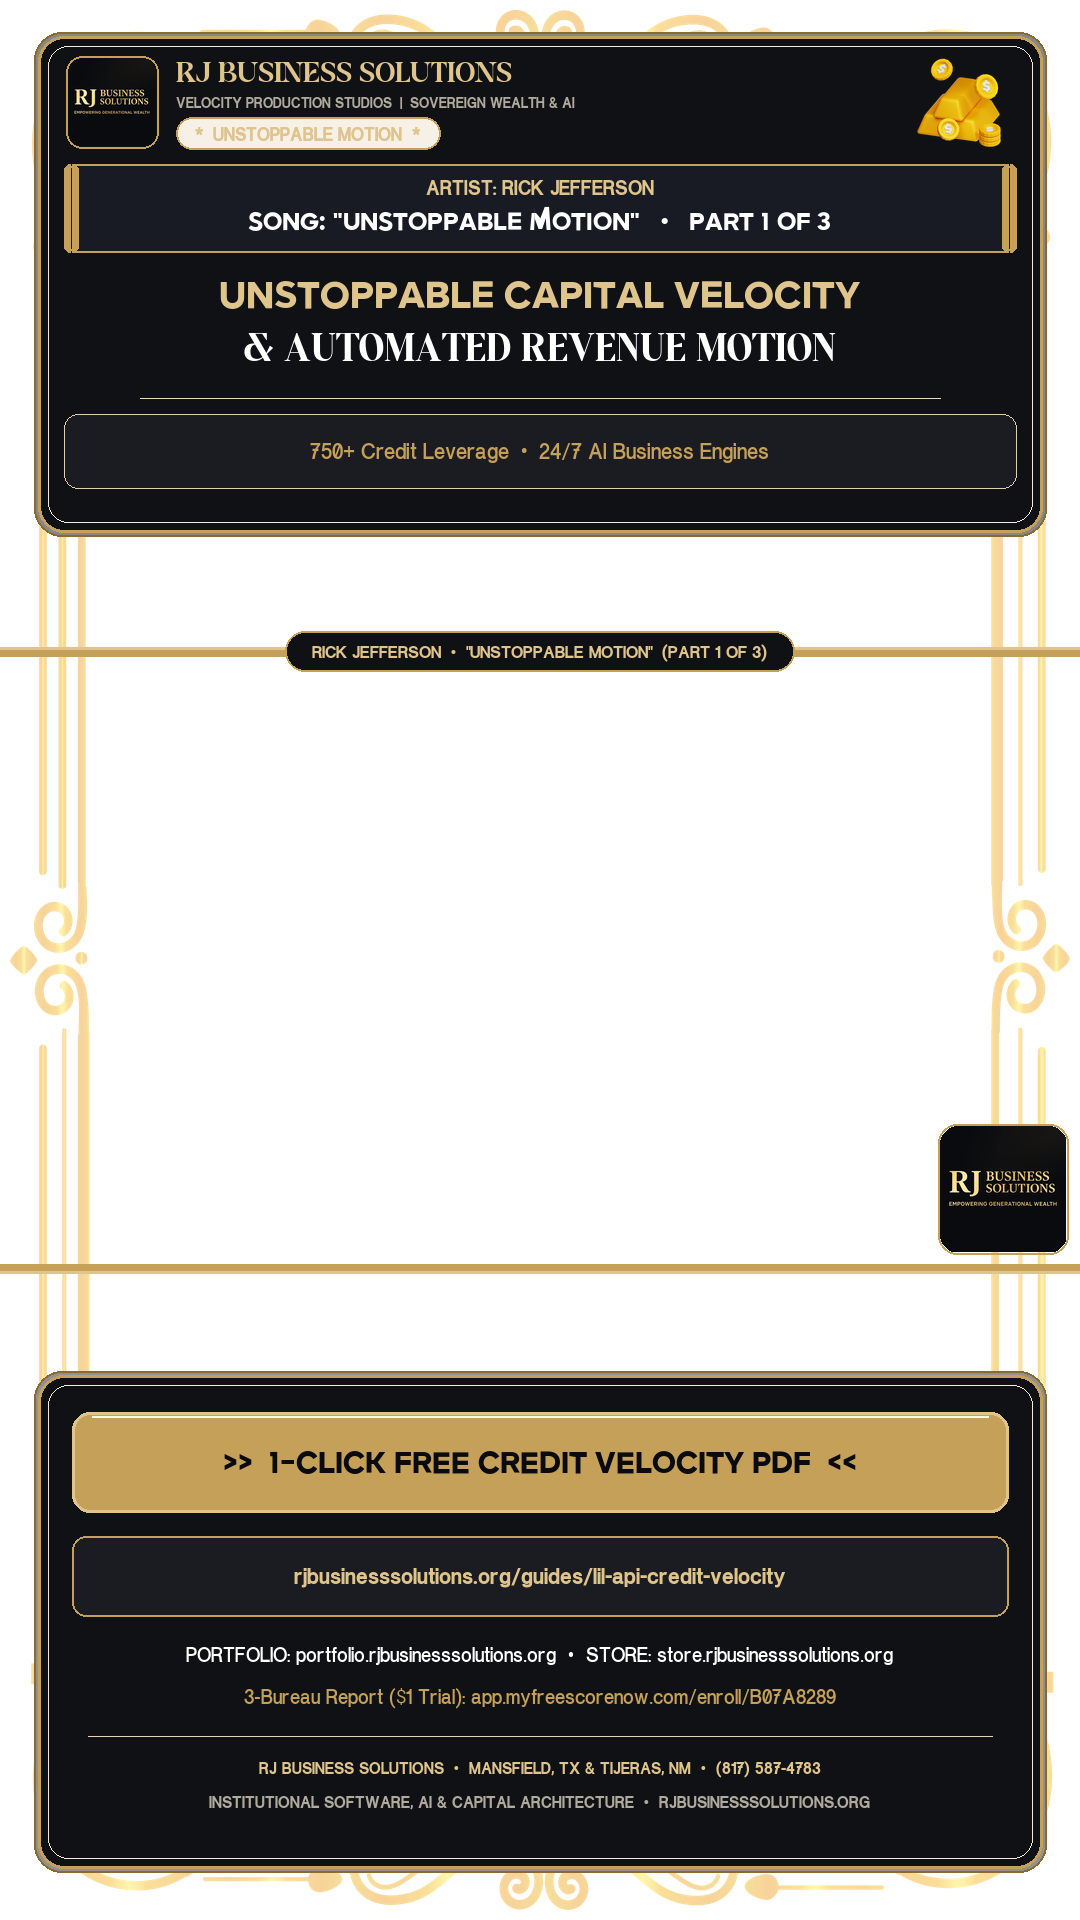 RJ BUSINESS SOLUTIONS
EMPOWERING GENERATIONAL WEALTH
RJ BUSINESS SOLUTIONS
VELOCITY PRODUCTION STUDIOS | SOVEREIGN WEALTH & AI
* UNSTOPPABLE MOTION *
ARTIST: RICK JEFFERSON
SONG: "UNSTOPPABLE MOTION" • PART 1 OF 3
UNSTOPPABLE CAPITAL VELOCITY
& AUTOMATED REVENUE MOTION
750+ Credit Leverage • 24/7 AI Business Engines
RICK JEFFERSON • "UNSTOPPABLE MOTION" (PART 1 OF 3)
RJ BUSINESS SOLUTIONS
EMPOWERING GENERATIONAL WEALTH
>> 1-CLICK FREE CREDIT VELOCITY PDF <<
rjbusinesssolutions.org/guides/lil-api-credit-velocity
PORTFOLIO: portfolio.rjbusinesssolutions.org • STORE: store.rjbusinesssolutions.org
3-Bureau Report ($1 Trial): app.myfreescorenow.com/enroll/B07A8289
RJ BUSINESS SOLUTIONS • MANSFIELD, TX & TIJERAS, NM • (817) 587-4783
INSTITUTIONAL SOFTWARE, AI & CAPITAL ARCHITECTURE • RJBUSINESSSOLUTIONS.ORG